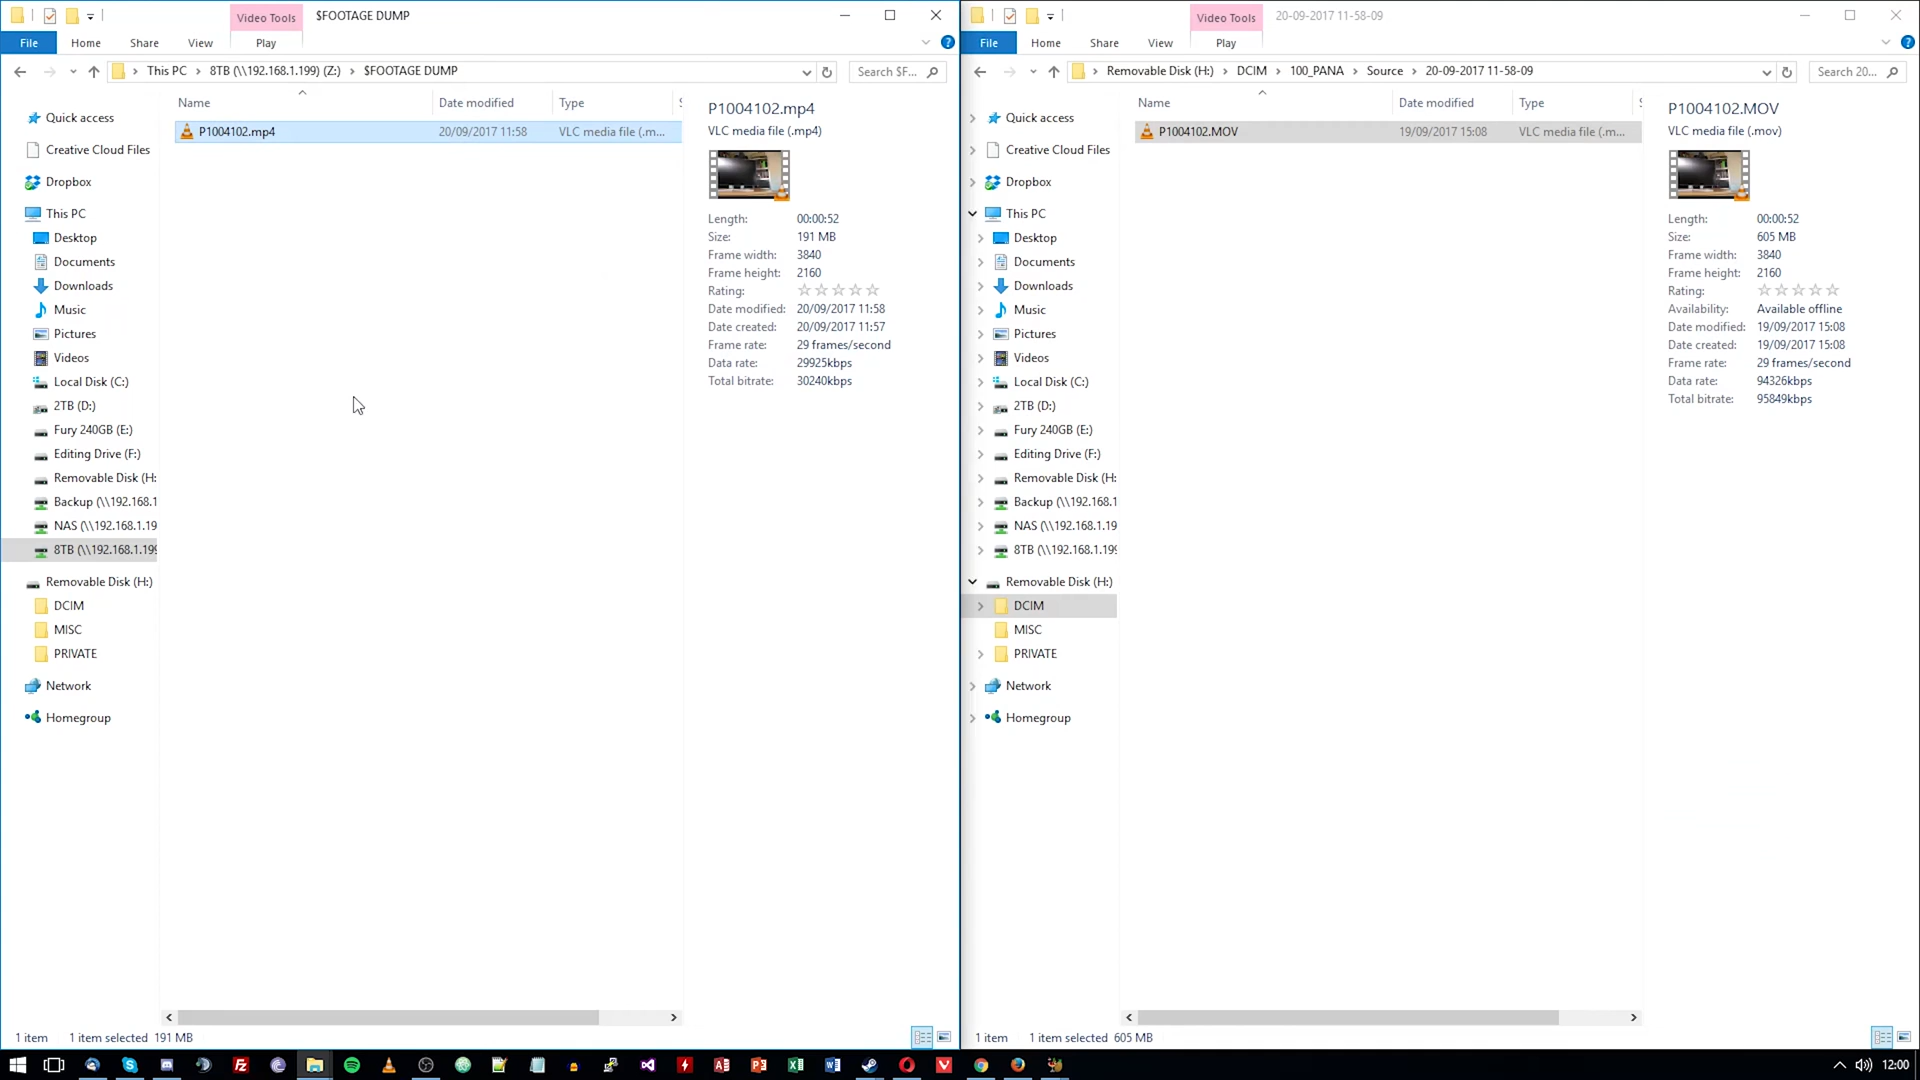 Video Tools
$FOOTAGE DUMP
File
Home
Share
View
Play
This PC
8TB (\\192.168.1.199) (Z:)
$FOOTAGE DUMP
Search $F...
Quick access
Creative Cloud Files
Dropbox
This PC
Desktop
Documents
Downloads
Music
Pictures
Videos
Local Disk (C:)
2TB (D:)
Fury 240GB (E:)
Editing Drive (F:)
Removable Disk (H:
Backup (\\192.168.1
NAS (\\192.168.1.19
8TB (\\192.168.1.199
Removable Disk (H:)
DCIM
MISC
PRIVATE
Network
Homegroup
Name
Date modified
Type
P1004102.mp4
20/09/2017 11:58
VLC media file (.m...
P1004102.mp4
VLC media file (.mp4)
Length: 00:00:52
Size: 191 MB
Frame width: 3840
Frame height: 2160
Rating:
Date modified: 20/09/2017 11:58
Date created: 20/09/2017 11:57
Frame rate: 29 frames/second
Data rate: 29925kbps
Total bitrate: 30240kbps
1 item
1 item selected 191 MB
Video Tools
20-09-2017 11-58-09
File
Home
Share
View
Play
Removable Disk (H:)
DCIM
100_PANA
Source
20-09-2017 11-58-09
Search 20...
Quick access
Creative Cloud Files
Dropbox
This PC
Desktop
Documents
Downloads
Music
Pictures
Videos
Local Disk (C:)
2TB (D:)
Fury 240GB (E:)
Editing Drive (F:)
Removable Disk (H:
Backup (\\192.168.1
NAS (\\192.168.1.19
8TB (\\192.168.1.199
Removable Disk (H:)
DCIM
MISC
PRIVATE
Network
Homegroup
Name
Date modified
Type
P1004102.MOV
19/09/2017 15:08
VLC media file (.m...
P1004102.MOV
VLC media file (.mov)
Length: 00:00:52
Size: 605 MB
Frame width: 3840
Frame height: 2160
Rating:
Availability: Available offline
Date modified: 19/09/2017 15:08
Date created: 19/09/2017 15:08
Frame rate: 29 frames/second
Data rate: 94326kbps
Total bitrate: 95849kbps
1 item
1 item selected 605 MB
12:00